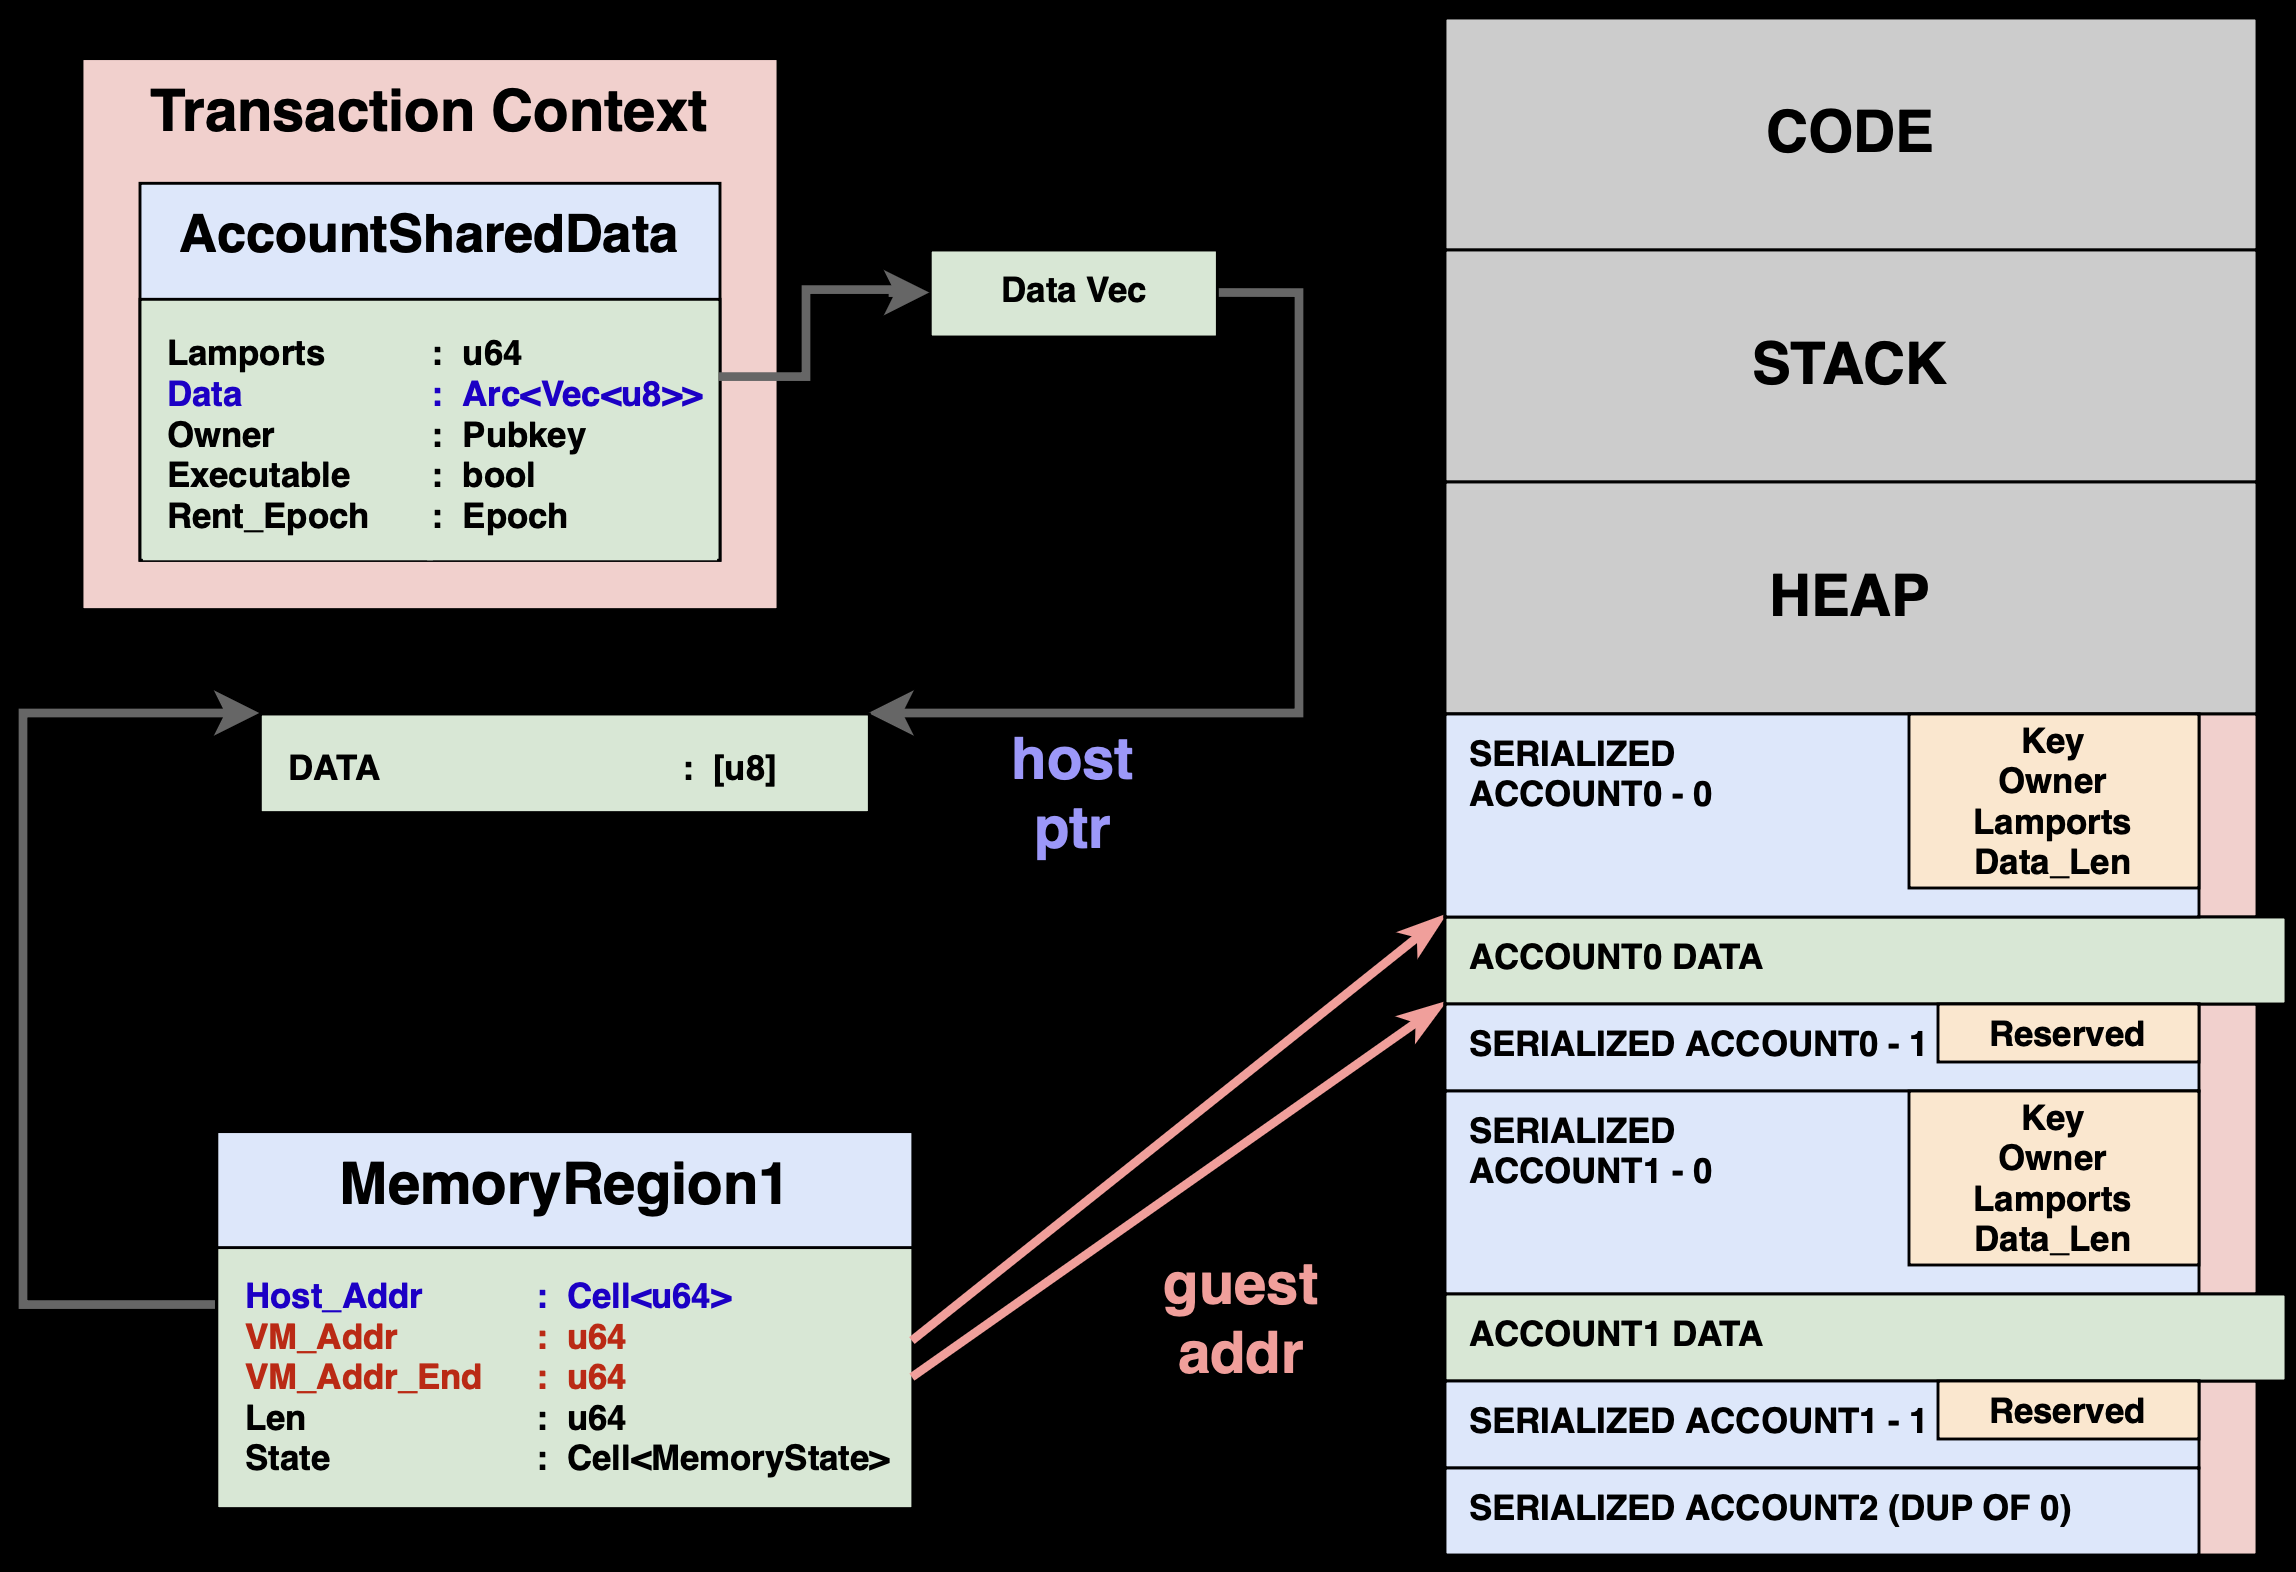 Transaction Context
AccountSharedData
Lamports : u64
Data : Arc<Vec<u8>>
Owner : Pubkey
Executable : bool
Rent_Epoch : Epoch
Data Vec
DATA : [u8]
host
ptr
MemoryRegion1
Host_Addr : Cell<u64>
VM_Addr : u64
VM_Addr_End : u64
Len : u64
State : Cell<MemoryState>
guest
addr
CODE
STACK
HEAP
SERIALIZED
ACCOUNT0 - 0
Key
Owner
Lamports
Data_Len
ACCOUNT0 DATA
SERIALIZED ACCOUNT0 - 1
Reserved
SERIALIZED
ACCOUNT1 - 0
Key
Owner
Lamports
Data_Len
ACCOUNT1 DATA
SERIALIZED ACCOUNT1 - 1
Reserved
SERIALIZED ACCOUNT2 (DUP OF 0)